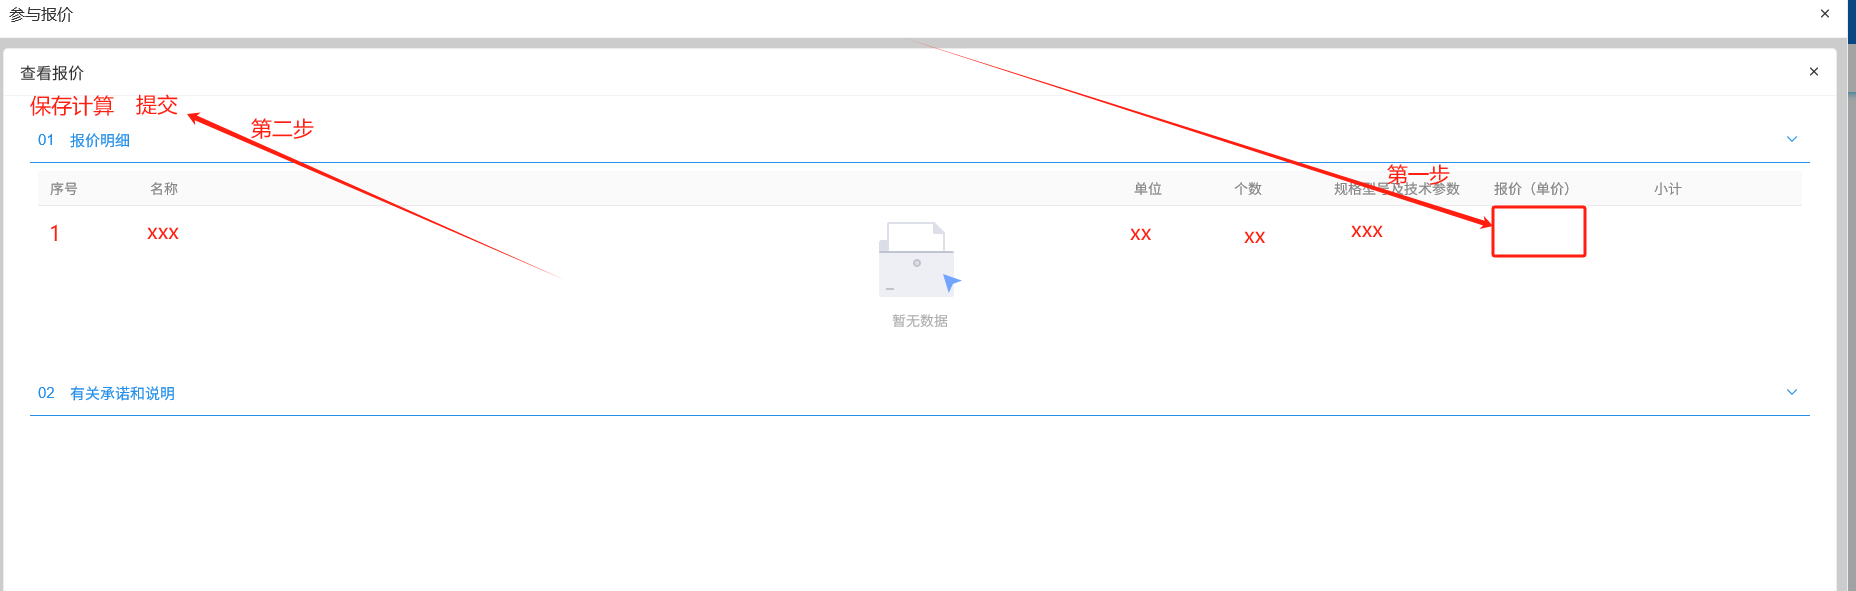 参与报价
查看报价
保存计算 提交
第二步
01 报价明细
第一步
序号 名称 单位 个数 规格型号及技术参数 报价（单价） 小计
1 xxx xx xx xxx
暂无数据
02 有关承诺和说明